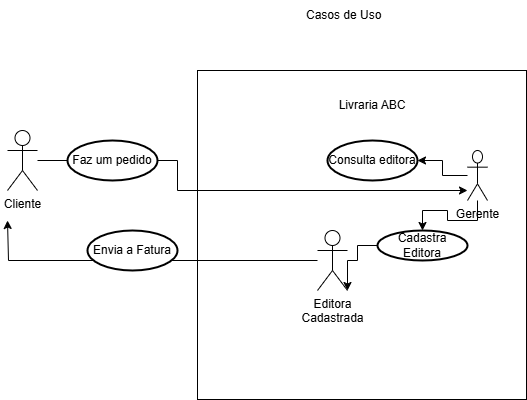 Casos de Uso
Livraria ABC
Faz um pedido
Consulta editora
Cliente
Gerente
Envia a Fatura
Cadastra
Editora
Editora
Cadastrada